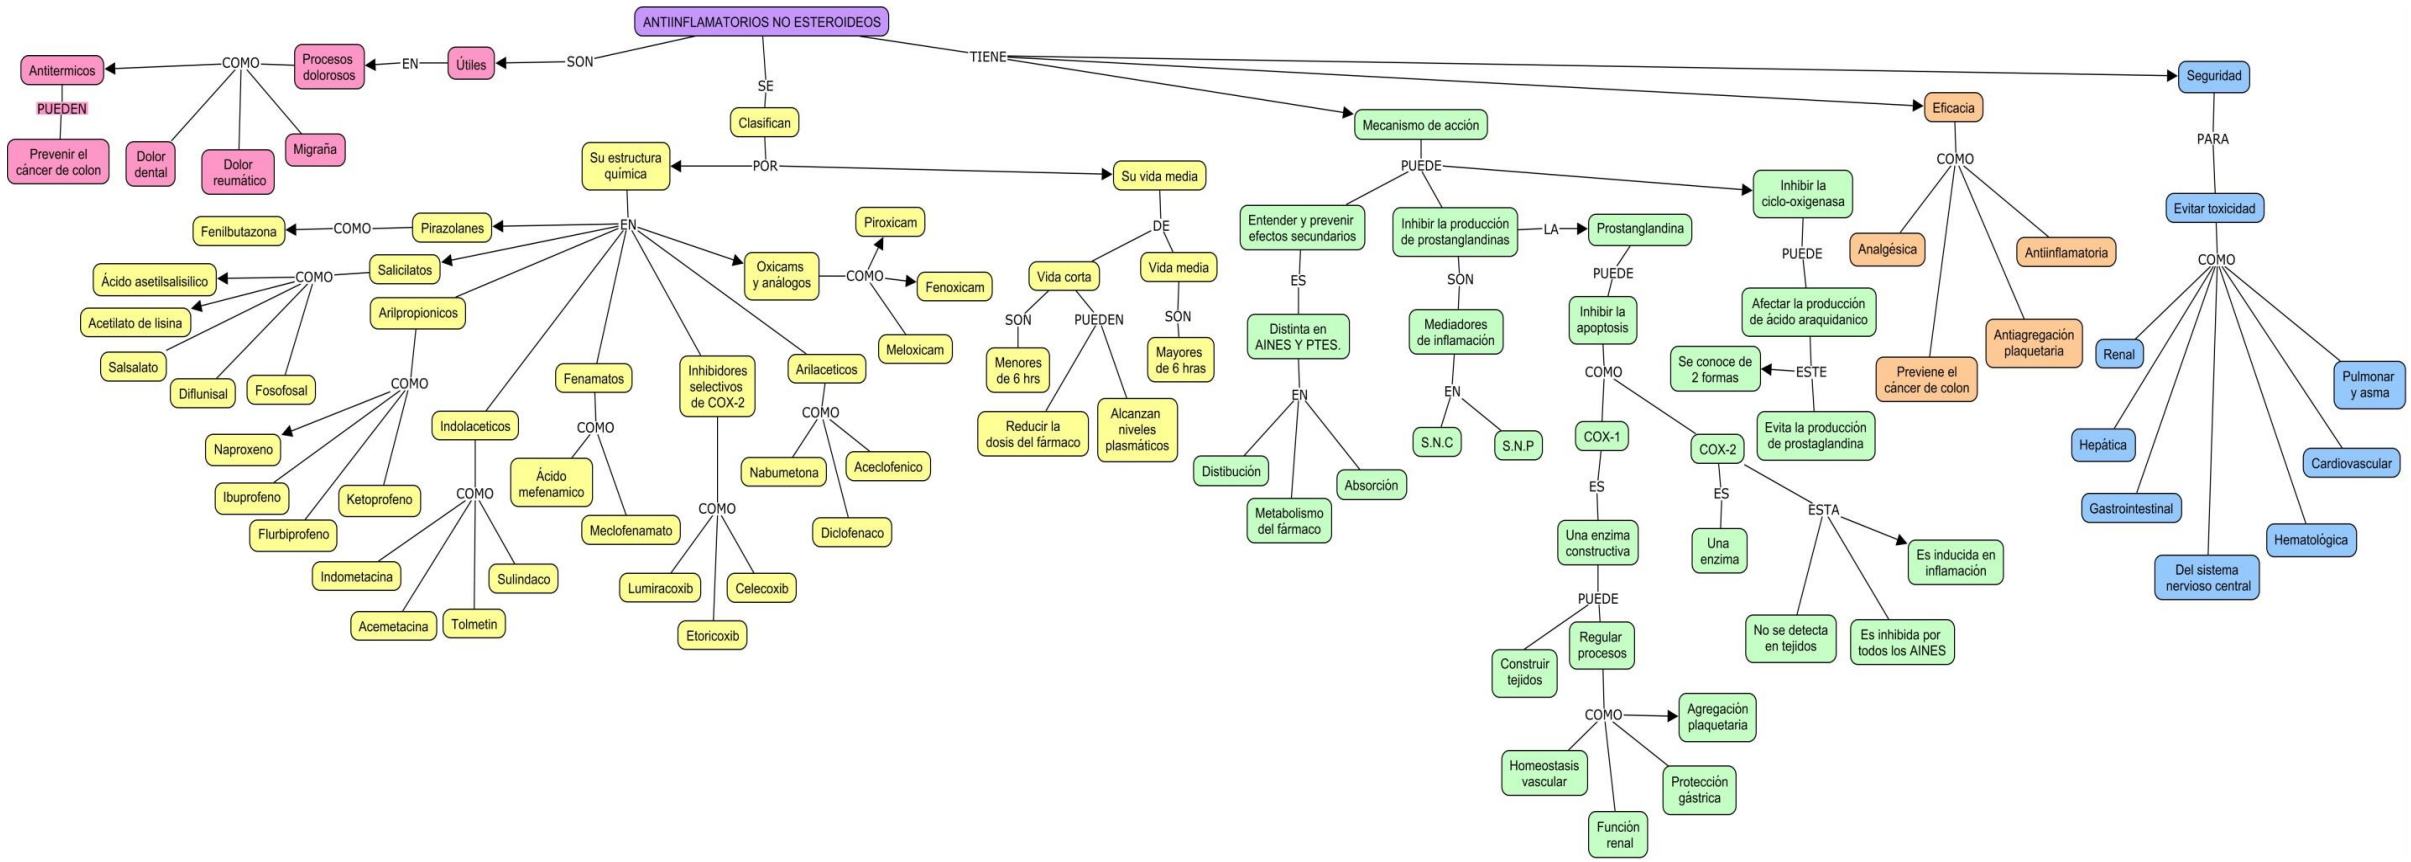 ANTIINFLAMATORIOS NO ESTEROIDEOS
SON
Útiles
EN
Procesos
dolorosos
COMO
Antitermicos
PUEDEN
Prevenir el
cáncer de colon
Dolor
dental
Dolor
reumático
Migraña
SE
Clasifican
POR
Su estructura
química
EN
Pirazolanes
COMO
Fenilbutazona
Salicilatos
COMO
Ácido asetilsalisilico
Acetilato de lisina
Salsalato
Diflunisal
Fosofosal
Arilpropionicos
COMO
Naproxeno
Ibuprofeno
Flurbiprofeno
Ketoprofeno
Indolaceticos
COMO
Indometacina
Acemetacina
Tolmetin
Sulindaco
Fenamatos
COMO
Ácido
mefenamico
Meclofenamato
Inhibidores
selectivos
de COX-2
COMO
Lumiracoxib
Etoricoxib
Celecoxib
Arilaceticos
COMO
Nabumetona
Diclofenaco
Aceclofenico
Oxicams
y análogos
COMO
Piroxicam
Fenoxicam
Meloxicam
Su vida media
DE
Vida corta
SON
Menores
de 6 hrs
PUEDEN
Reducir la
dosis del fármaco
Alcanzan
niveles
plasmáticos
Vida media
SON
Mayores
de 6 hras
TIENE
Mecanismo de acción
PUEDE
Entender y prevenir
efectos secundarios
ES
Distinta en
AINES Y PTES.
EN
Distibución
Metabolismo
del fármaco
Absorción
Inhibir la producción
de prostanglandinas
SON
Mediadores
de inflamación
EN
S.N.C
S.N.P
LA
Prostanglandina
PUEDE
Inhibir la
apoptosis
COMO
COX-1
ES
Una enzima
constructiva
PUEDE
Construir
tejidos
Regular
procesos
COMO
Homeostasis
vascular
Función
renal
Protección
gástrica
Agregación
plaquetaria
COX-2
ES
Una
enzima
ESTA
No se detecta
en tejidos
Es inhibida por
todos los AINES
Es inducida en
inflamación
Inhibir la
ciclo-oxigenasa
PUEDE
Afectar la producción
de ácido araquidanico
ESTE
Se conoce de
2 formas
Evita la producción
de prostaglandina
Eficacia
COMO
Analgésica
Previene el
cáncer de colon
Antiagregación
plaquetaria
Antiinflamatoria
Seguridad
PARA
Evitar toxicidad
COMO
Renal
Hepática
Gastrointestinal
Del sistema
nervioso central
Hematológica
Cardiovascular
Pulmonar
y asma